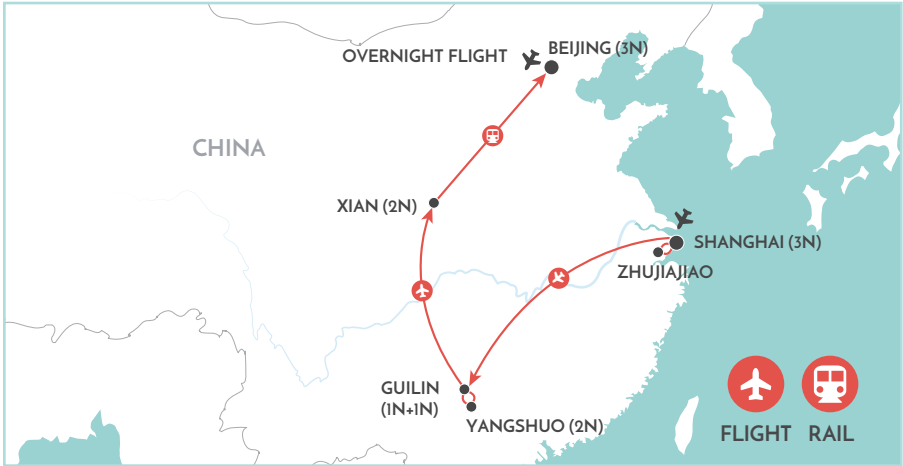 BEIJING (3N)
OVERNIGHT FLIGHT
CHINA
XIAN (2N)
SHANGHAI (3N)
ZHUJIAJIAO
GUILIN
(1N+1N)
YANGSHUO (2N)
FLIGHT
RAIL